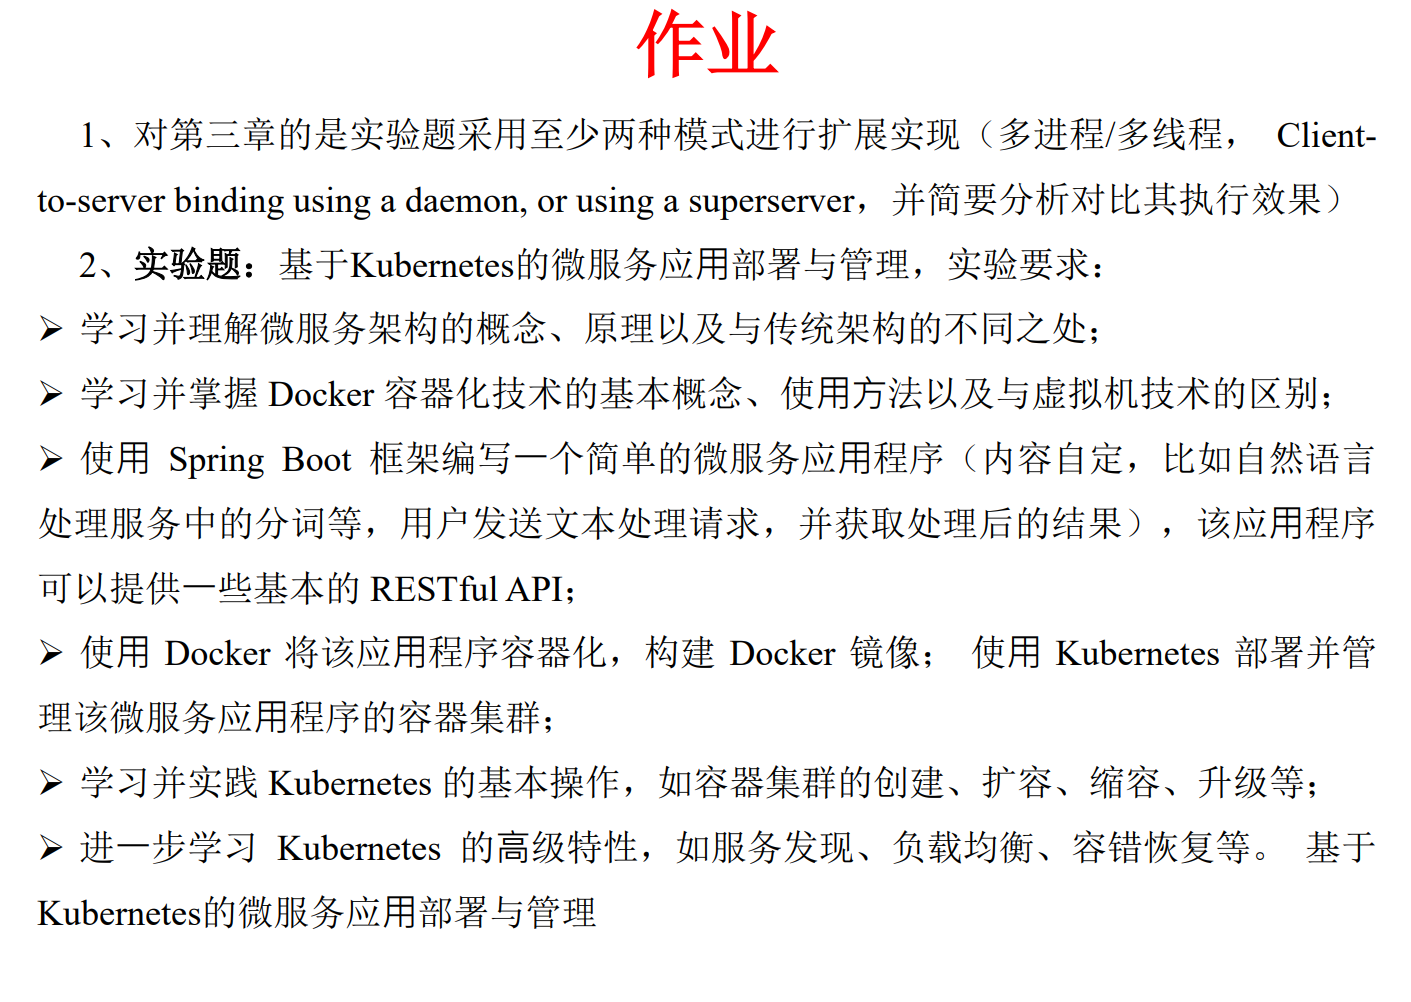 作业
1、对第三章的是实验题采用至少两种模式进行扩展实现（多进程/多线程， Client-
to-server binding using a daemon, or using a superserver，并简要分析对比其执行效果）
2、实验题：基于Kubernetes的微服务应用部署与管理，实验要求：
➢ 学习并理解微服务架构的概念、原理以及与传统架构的不同之处；
➢ 学习并掌握 Docker 容器化技术的基本概念、使用方法以及与虚拟机技术的区别；
➢ 使用 Spring Boot 框架编写一个简单的微服务应用程序（内容自定，比如自然语言
处理服务中的分词等，用户发送文本处理请求，并获取处理后的结果），该应用程序
可以提供一些基本的 RESTful API；
➢ 使用 Docker 将该应用程序容器化，构建 Docker 镜像； 使用 Kubernetes 部署并管
理该微服务应用程序的容器集群；
➢ 学习并实践 Kubernetes 的基本操作，如容器集群的创建、扩容、缩容、升级等；
➢ 进一步学习 Kubernetes 的高级特性，如服务发现、负载均衡、容错恢复等。 基于
Kubernetes的微服务应用部署与管理